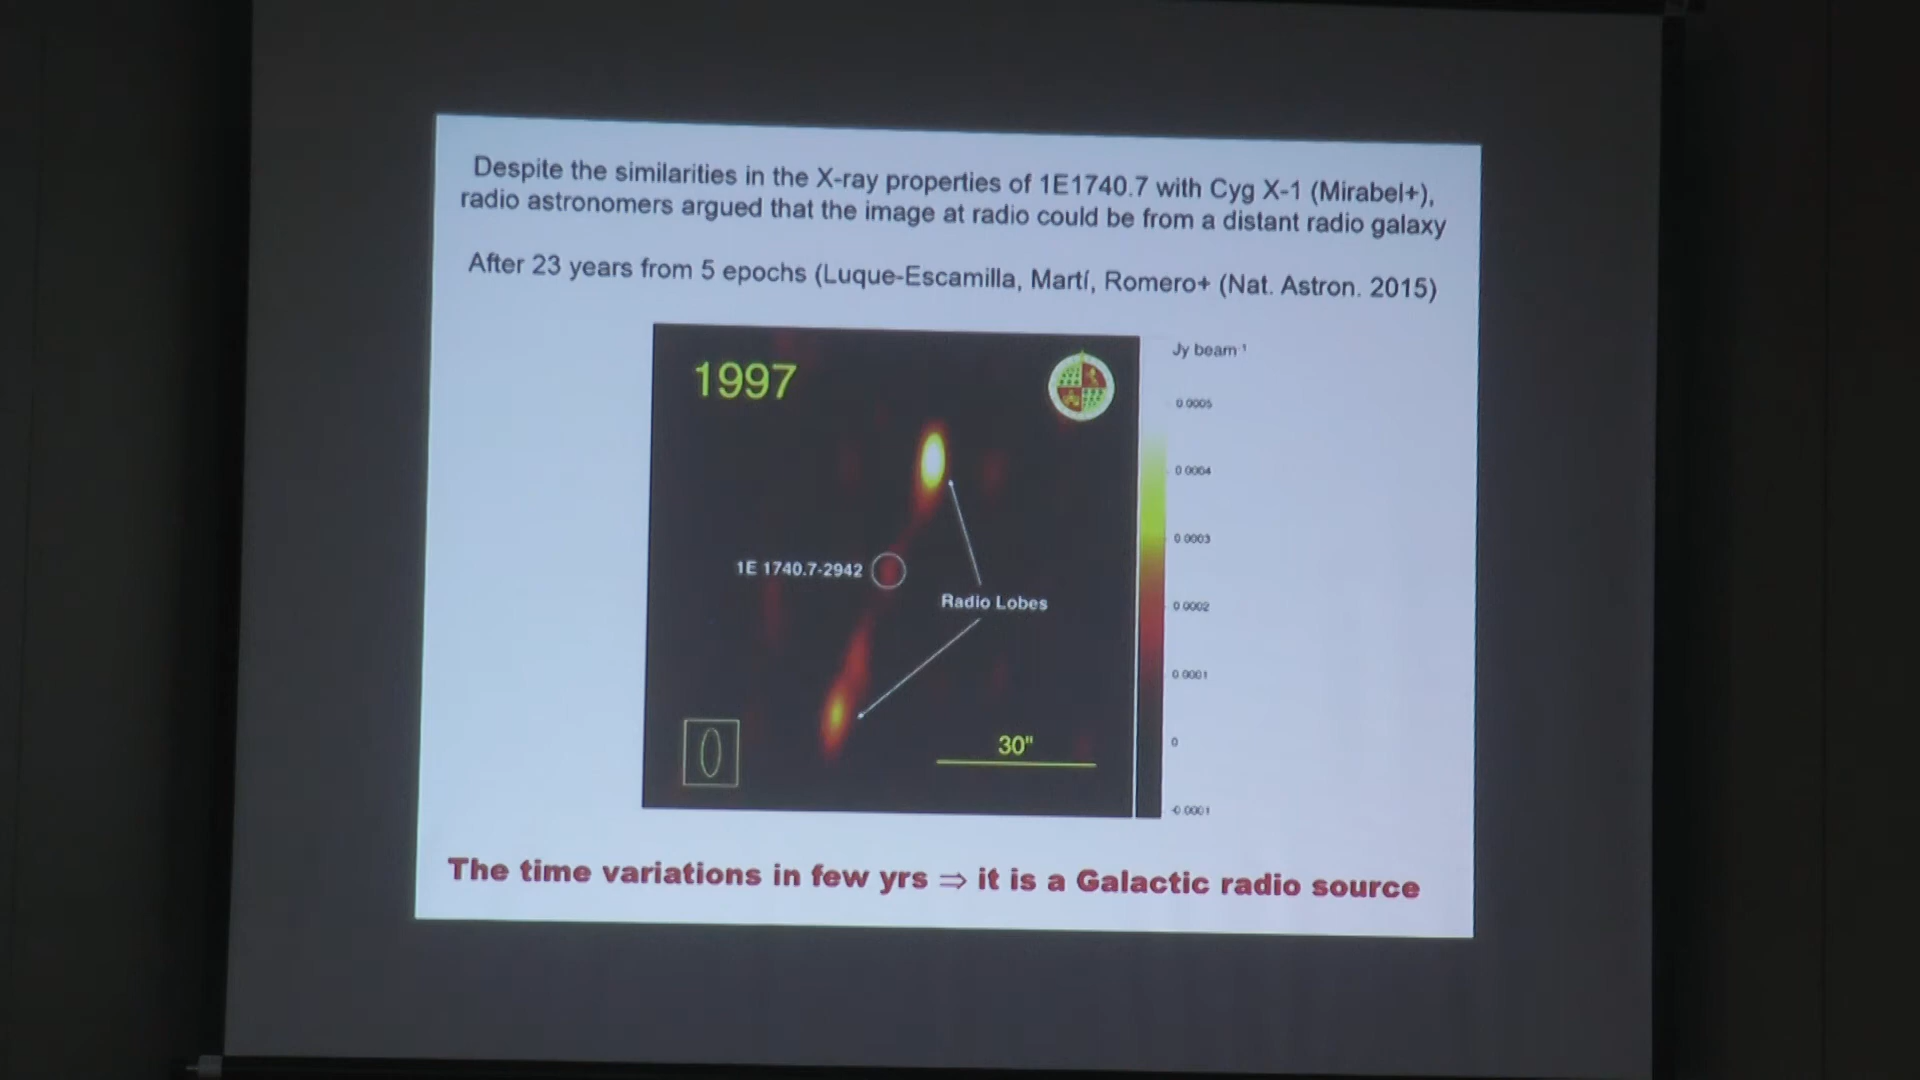 Despite the similarities in the X-ray properties of 1E1740.7 with Cyg X-1 (Mirabel+),
radio astronomers argued that the image at radio could be from a distant radio galaxy
After 23 years from 5 epochs (Luque-Escamilla, Martí, Romero+ (Nat. Astron. 2015)
1997
Jy beam-1
0.0005
0.0004
0.0003
1E 1740.7-2942
Radio Lobes
0.0002
0.0001
30"
0
-0.0001
The time variations in few yrs ⇒ it is a Galactic radio source